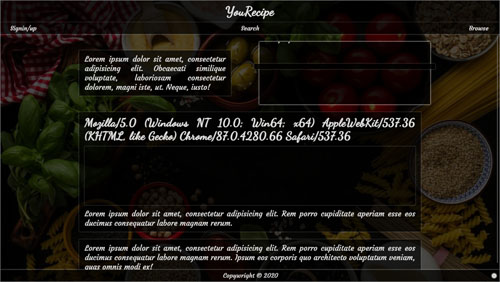 YouRecipe
Signin/up Search Browse
Lorem ipsum dolor sit amet, consectetur
adipisicing elit. Obcaecati similique
voluptate, laboriosam consectetur
dolorem, magni iste, ut. Neque, iusto!
Mozilla/5.0 (Windows NT 10.0; Win64; x64) AppleWebKit/537.36
(KHTML, like Gecko) Chrome/87.0.4280.66 Safari/537.36
Lorem ipsum dolor sit amet, consectetur adipisicing elit. Rem porro cupiditate aperiam esse eos
ducimus consequatur labore magnam rerum.
Lorem ipsum dolor sit amet, consectetur adipisicing elit. Rem porro cupiditate aperiam esse eos
ducimus consequatur labore magnam rerum. Ipsum eos corporis quo architecto voluptatum veniam,
quas omnis modi ex!
Copywright © 2020